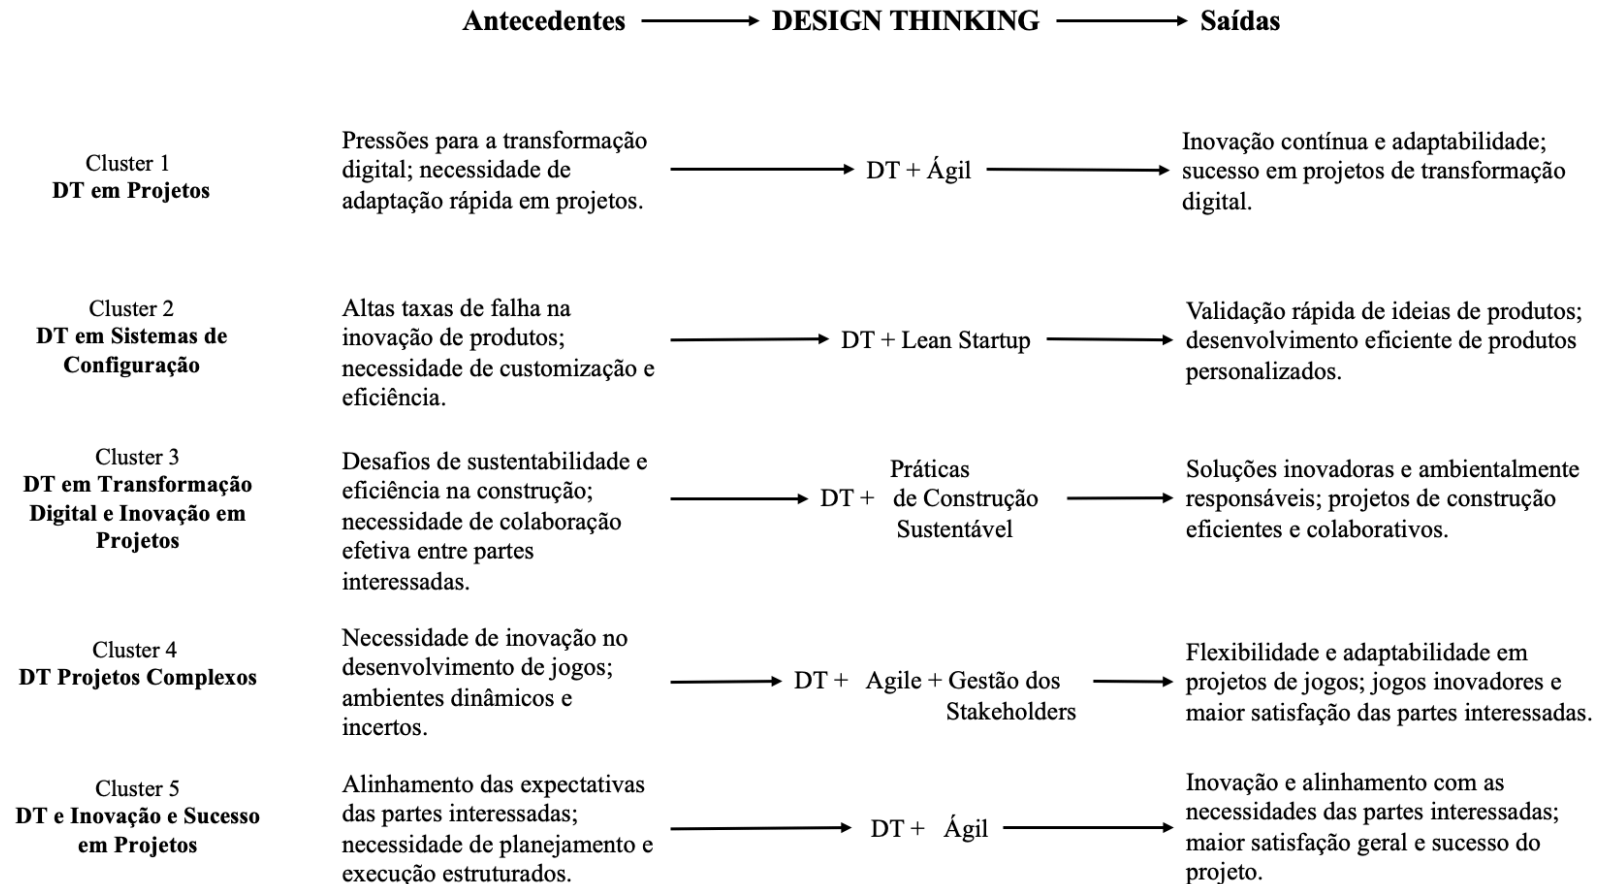 Antecedentes DESIGN THINKING Saídas
Cluster 1
DT em Projetos
Pressões para a transformação
digital; necessidade de
adaptação rápida em projetos.
DT + Ágil
Inovação contínua e adaptabilidade;
sucesso em projetos de transformação
digital.
Cluster 2
DT em Sistemas de
Configuração
Altas taxas de falha na
inovação de produtos;
necessidade de customização e
eficiência.
DT + Lean Startup
Validação rápida de ideias de produtos;
desenvolvimento eficiente de produtos
personalizados.
Cluster 3
DT em Transformação
Digital e Inovação em
Projetos
Desafios de sustentabilidade e
eficiência na construção;
necessidade de colaboração
efetiva entre partes
interessadas.
Práticas
DT + de Construção
Sustentável
Soluções inovadoras e ambientalmente
responsáveis; projetos de construção
eficientes e colaborativos.
Cluster 4
DT Projetos Complexos
Necessidade de inovação no
desenvolvimento de jogos;
ambientes dinâmicos e
incertos.
DT + Agile + Gestão dos
Stakeholders
Flexibilidade e adaptabilidade em
projetos de jogos; jogos inovadores e
maior satisfação das partes interessadas.
Cluster 5
DT e Inovação e Sucesso
em Projetos
Alinhamento das expectativas
das partes interessadas;
necessidade de planejamento e
execução estruturados.
DT + Ágil
Inovação e alinhamento com as
necessidades das partes interessadas;
maior satisfação geral e sucesso do
projeto.